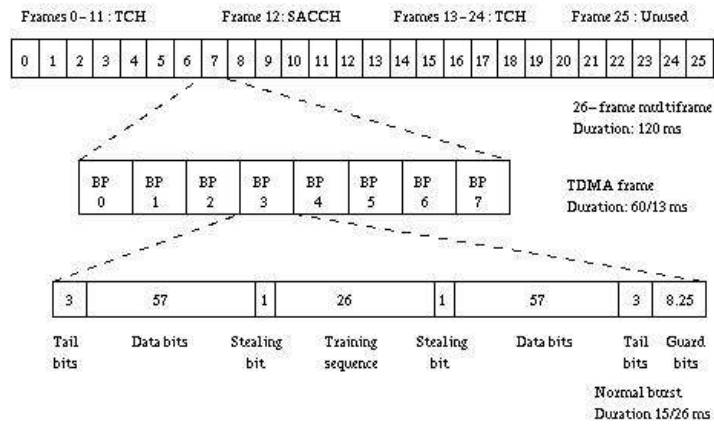 Frames 0–11 : TCH Frame 12 : SACCH Frames 13–24 : TCH Frame 25 : Unused
0 1 2 3 4 5 6 7 8 9 10 11 12 13 14 15 16 17 18 19 20 21 22 23 24 25
26–frame multiframe
Duration: 120 ms
BP 0 BP 1 BP 2 BP 3 BP 4 BP 5 BP 6 BP 7
TDMA frame
Duration: 60/13 ms
3 57 1 26 1 57 3 8.25
Tail bits Data bits Stealing bit Training sequence Stealing bit Data bits Tail bits Guard bits
Normal burst
Duration 15/26 ms